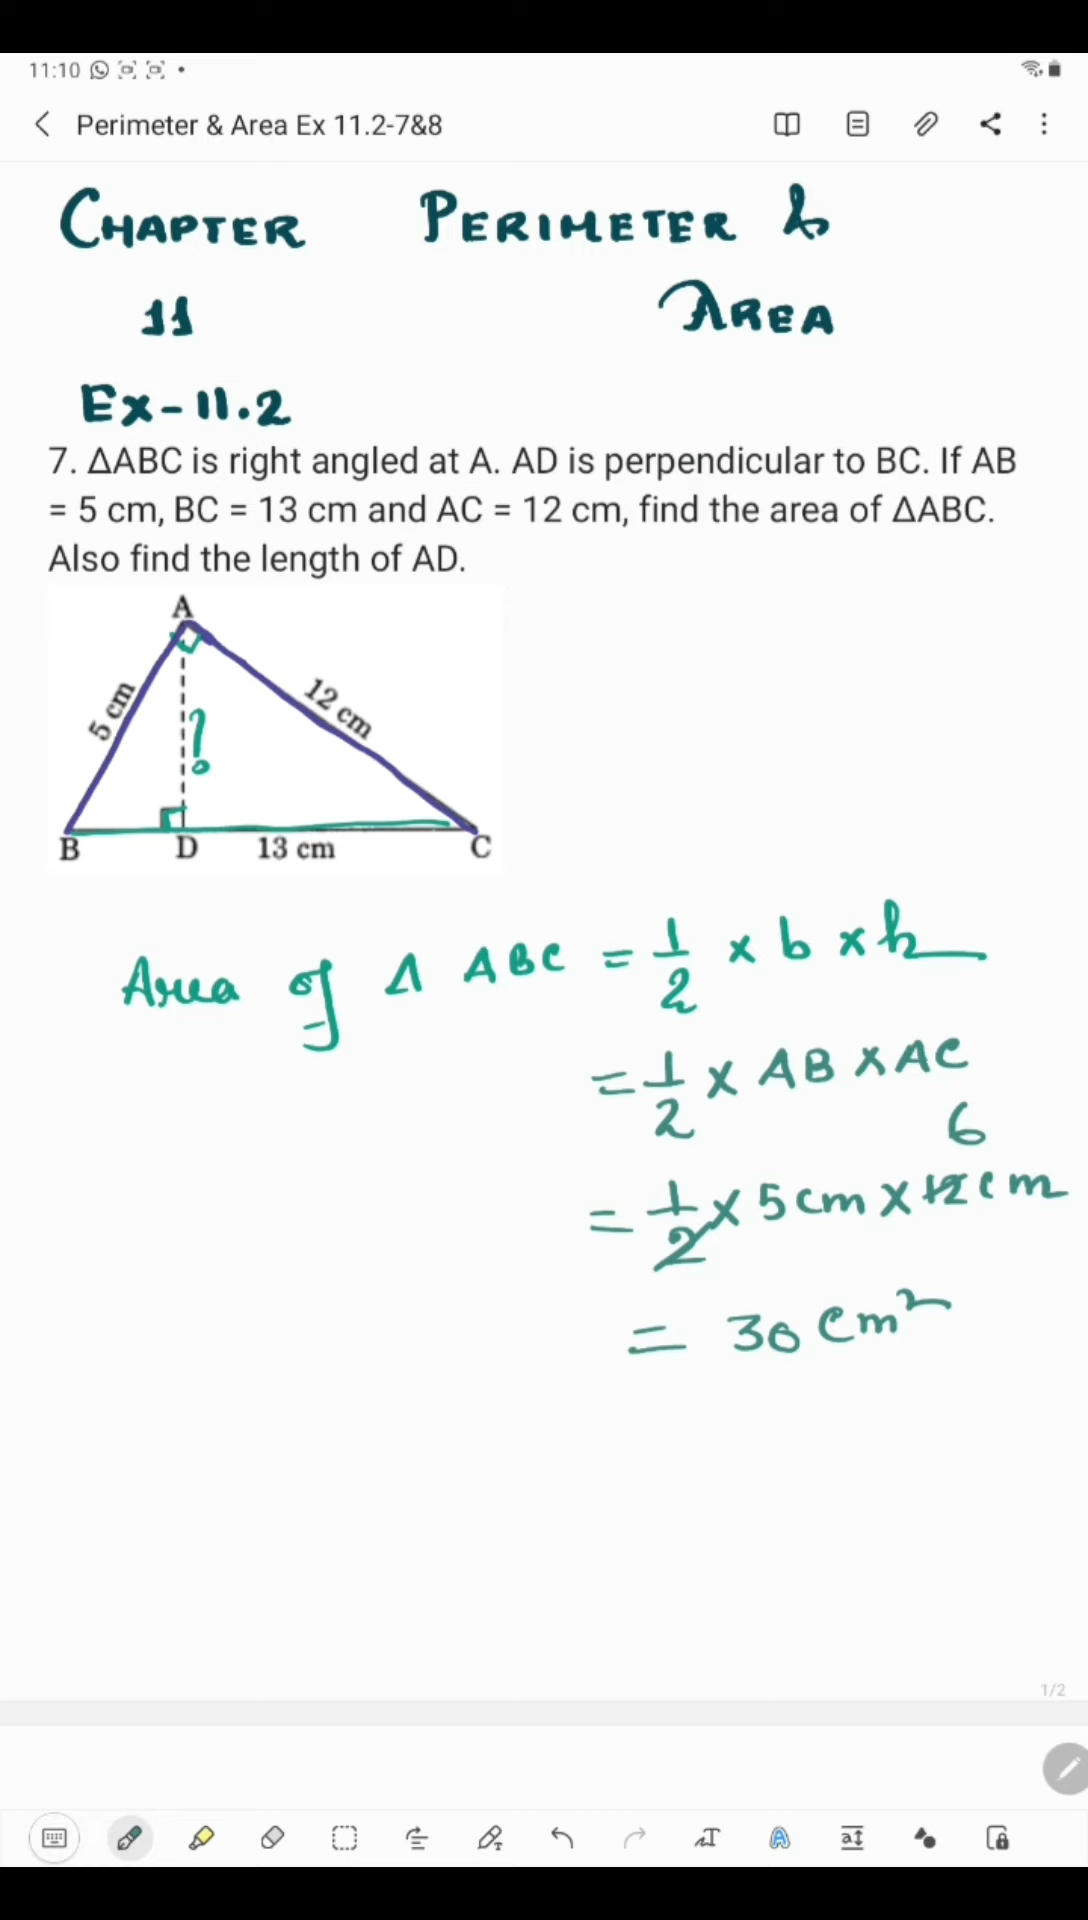 11:10
Perimeter & Area Ex 11.2-7&8
CHAPTER PERIMETER &
11 AREA
Ex-11.2
7. ΔABC is right angled at A. AD is perpendicular to BC. If AB
= 5 cm, BC = 13 cm and AC = 12 cm, find the area of ΔABC.
Also find the length of AD.
A
5 cm
12 cm
?
B D 13 cm C
Area of Δ ABC = 1/2 × b × h
= 1/2 × AB × AC
6
= 1/2 × 5 cm × 12 cm
= 30 cm²
1/2